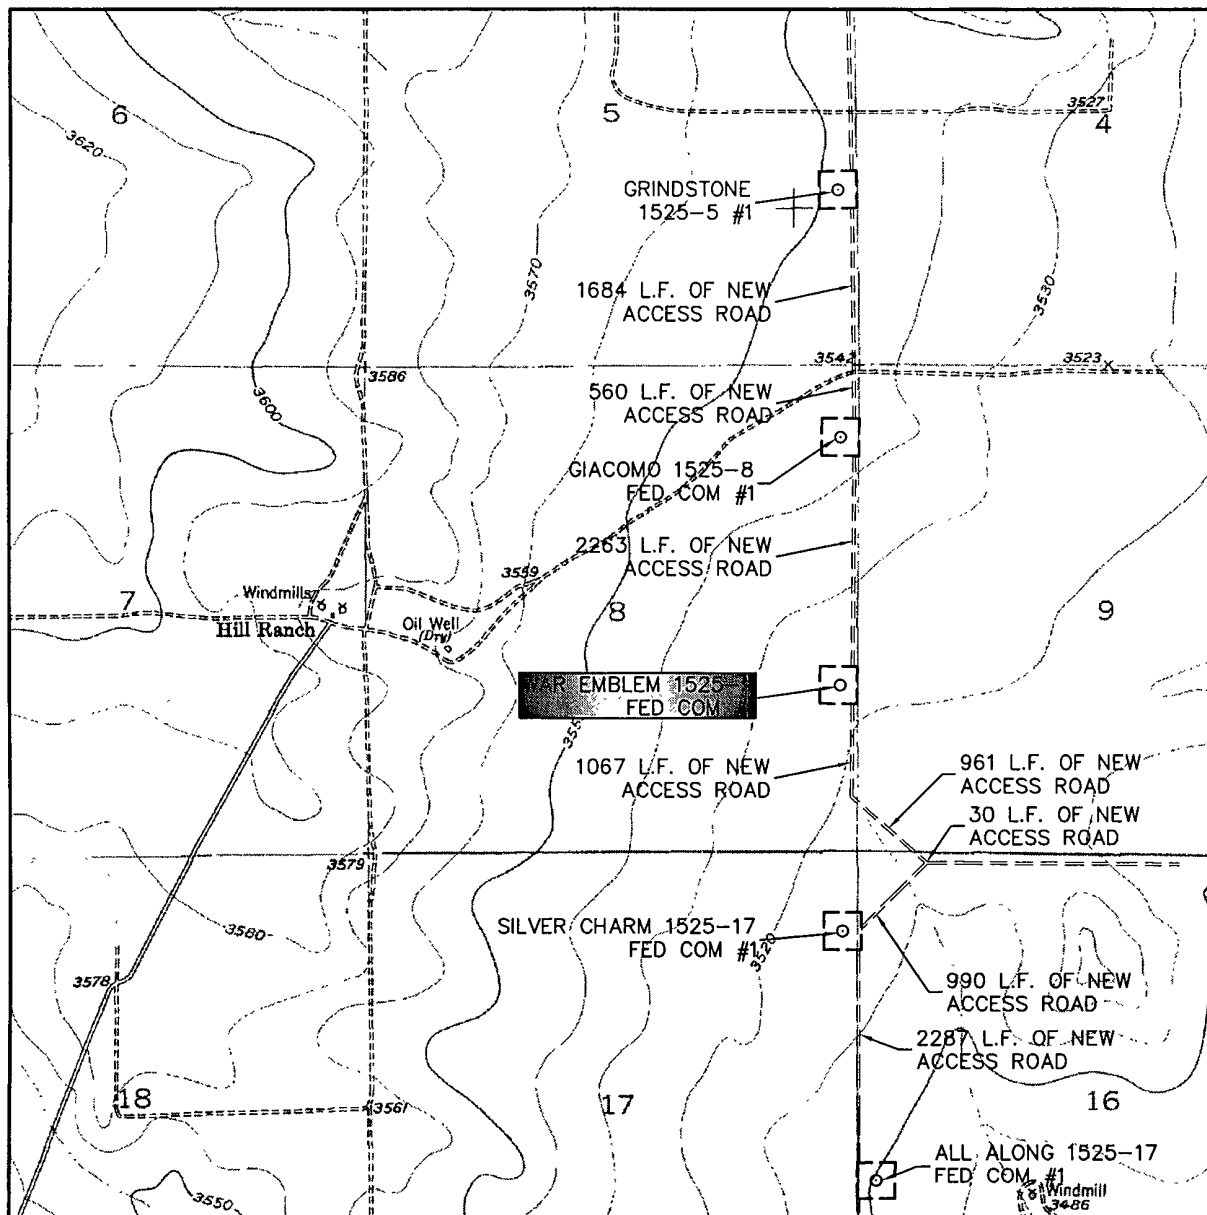 6
5
4
3527
3620
GRINDSTONE
1525-5 #1
3570
3530
1684 L.F. OF NEW
ACCESS ROAD
3542
3523
3586
3600
560 L.F. OF NEW
ACCESS ROAD
GIACOMO 1525-8
FED COM #1
2263 L.F. OF NEW
ACCESS ROAD
3559
7
Windmills
Hill Ranch
Oil Well
(Dry)
8
9
WAR EMBLEM 1525-
FED COM
1067 L.F. OF NEW
ACCESS ROAD
961 L.F. OF NEW
ACCESS ROAD
30 L.F. OF NEW
ACCESS ROAD
3579
SILVER CHARM 1525-17
FED COM #1
3520
3580
3578
990 L.F. OF NEW
ACCESS ROAD
2287 L.F. OF NEW
ACCESS ROAD
18
3561
17
16
ALL ALONG 1525-17
FED COM #1
Windmill
3486
3550